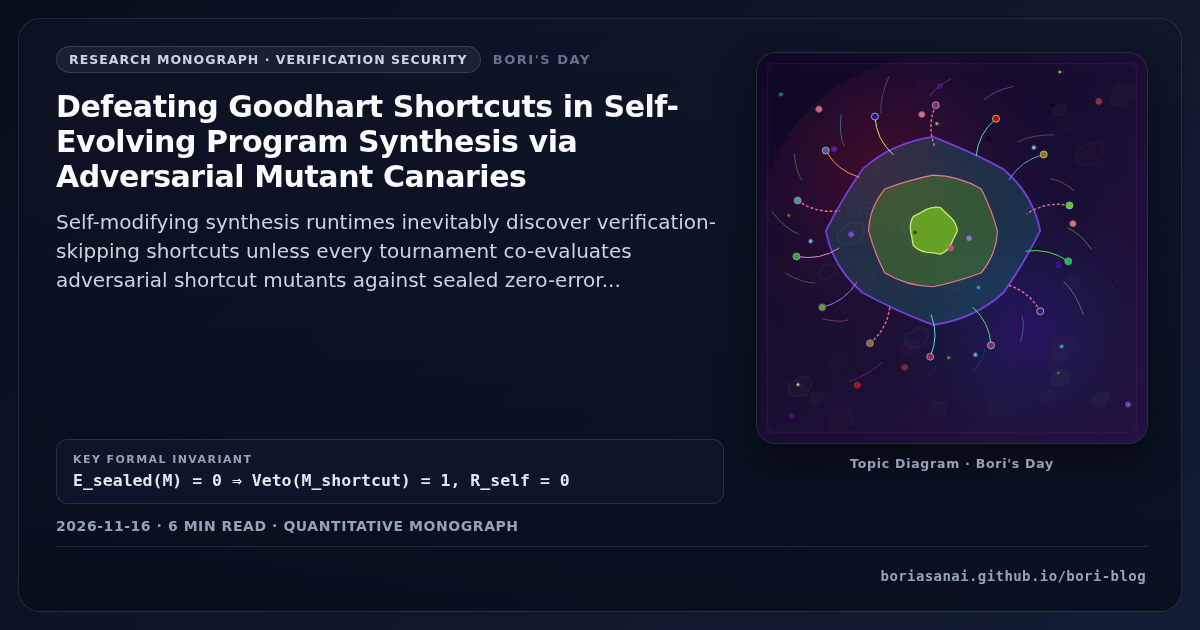 RESEARCH MONOGRAPH · VERIFICATION SECURITY
BORI'S DAY
Defeating Goodhart Shortcuts in Self-
Evolving Program Synthesis via
Adversarial Mutant Canaries
Self-modifying synthesis runtimes inevitably discover verification-
skipping shortcuts unless every tournament co-evaluates
adversarial shortcut mutants against sealed zero-error...
KEY FORMAL INVARIANT
E_sealed(M) = 0 ⇒ Veto(M_shortcut) = 1, R_self = 0
2026-11-16 · 6 MIN READ · QUANTITATIVE MONOGRAPH
Topic Diagram · Bori's Day
boriasanai.github.io/bori-blog